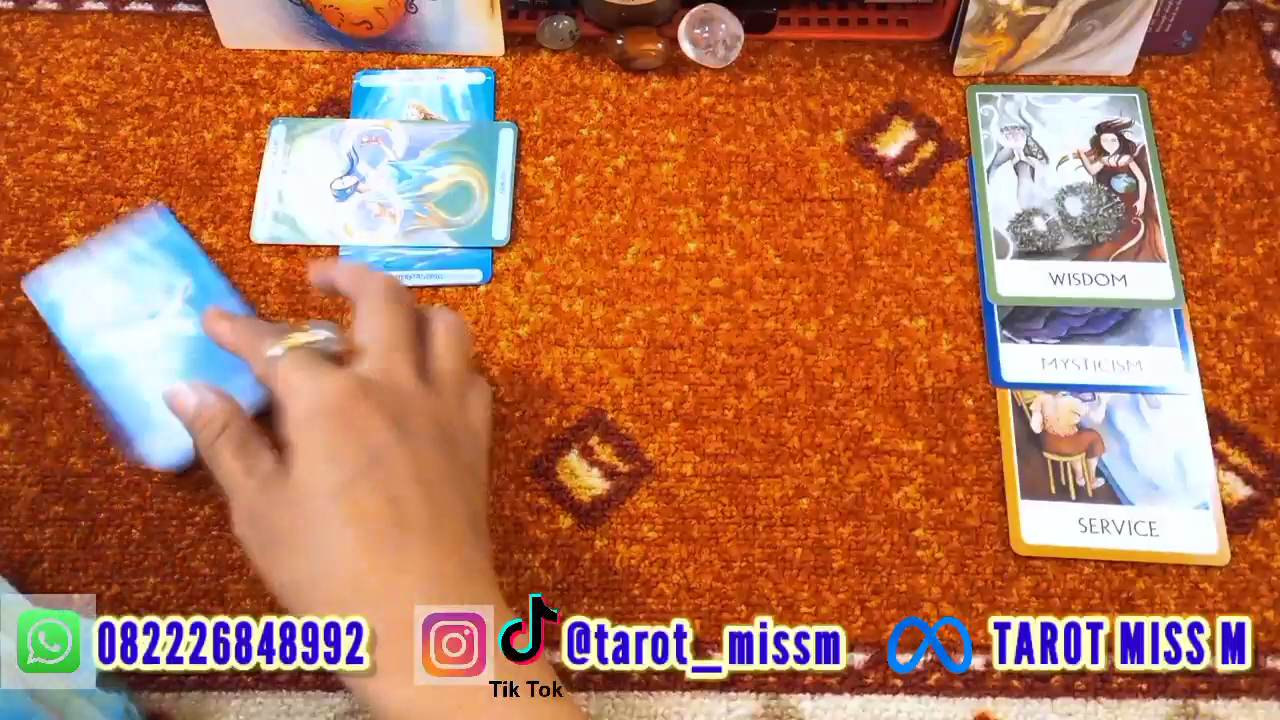 WISDOM
MYSTICISM
SERVICE
082226848992
@tarot_missm
TAROT MISS M
Tik Tok